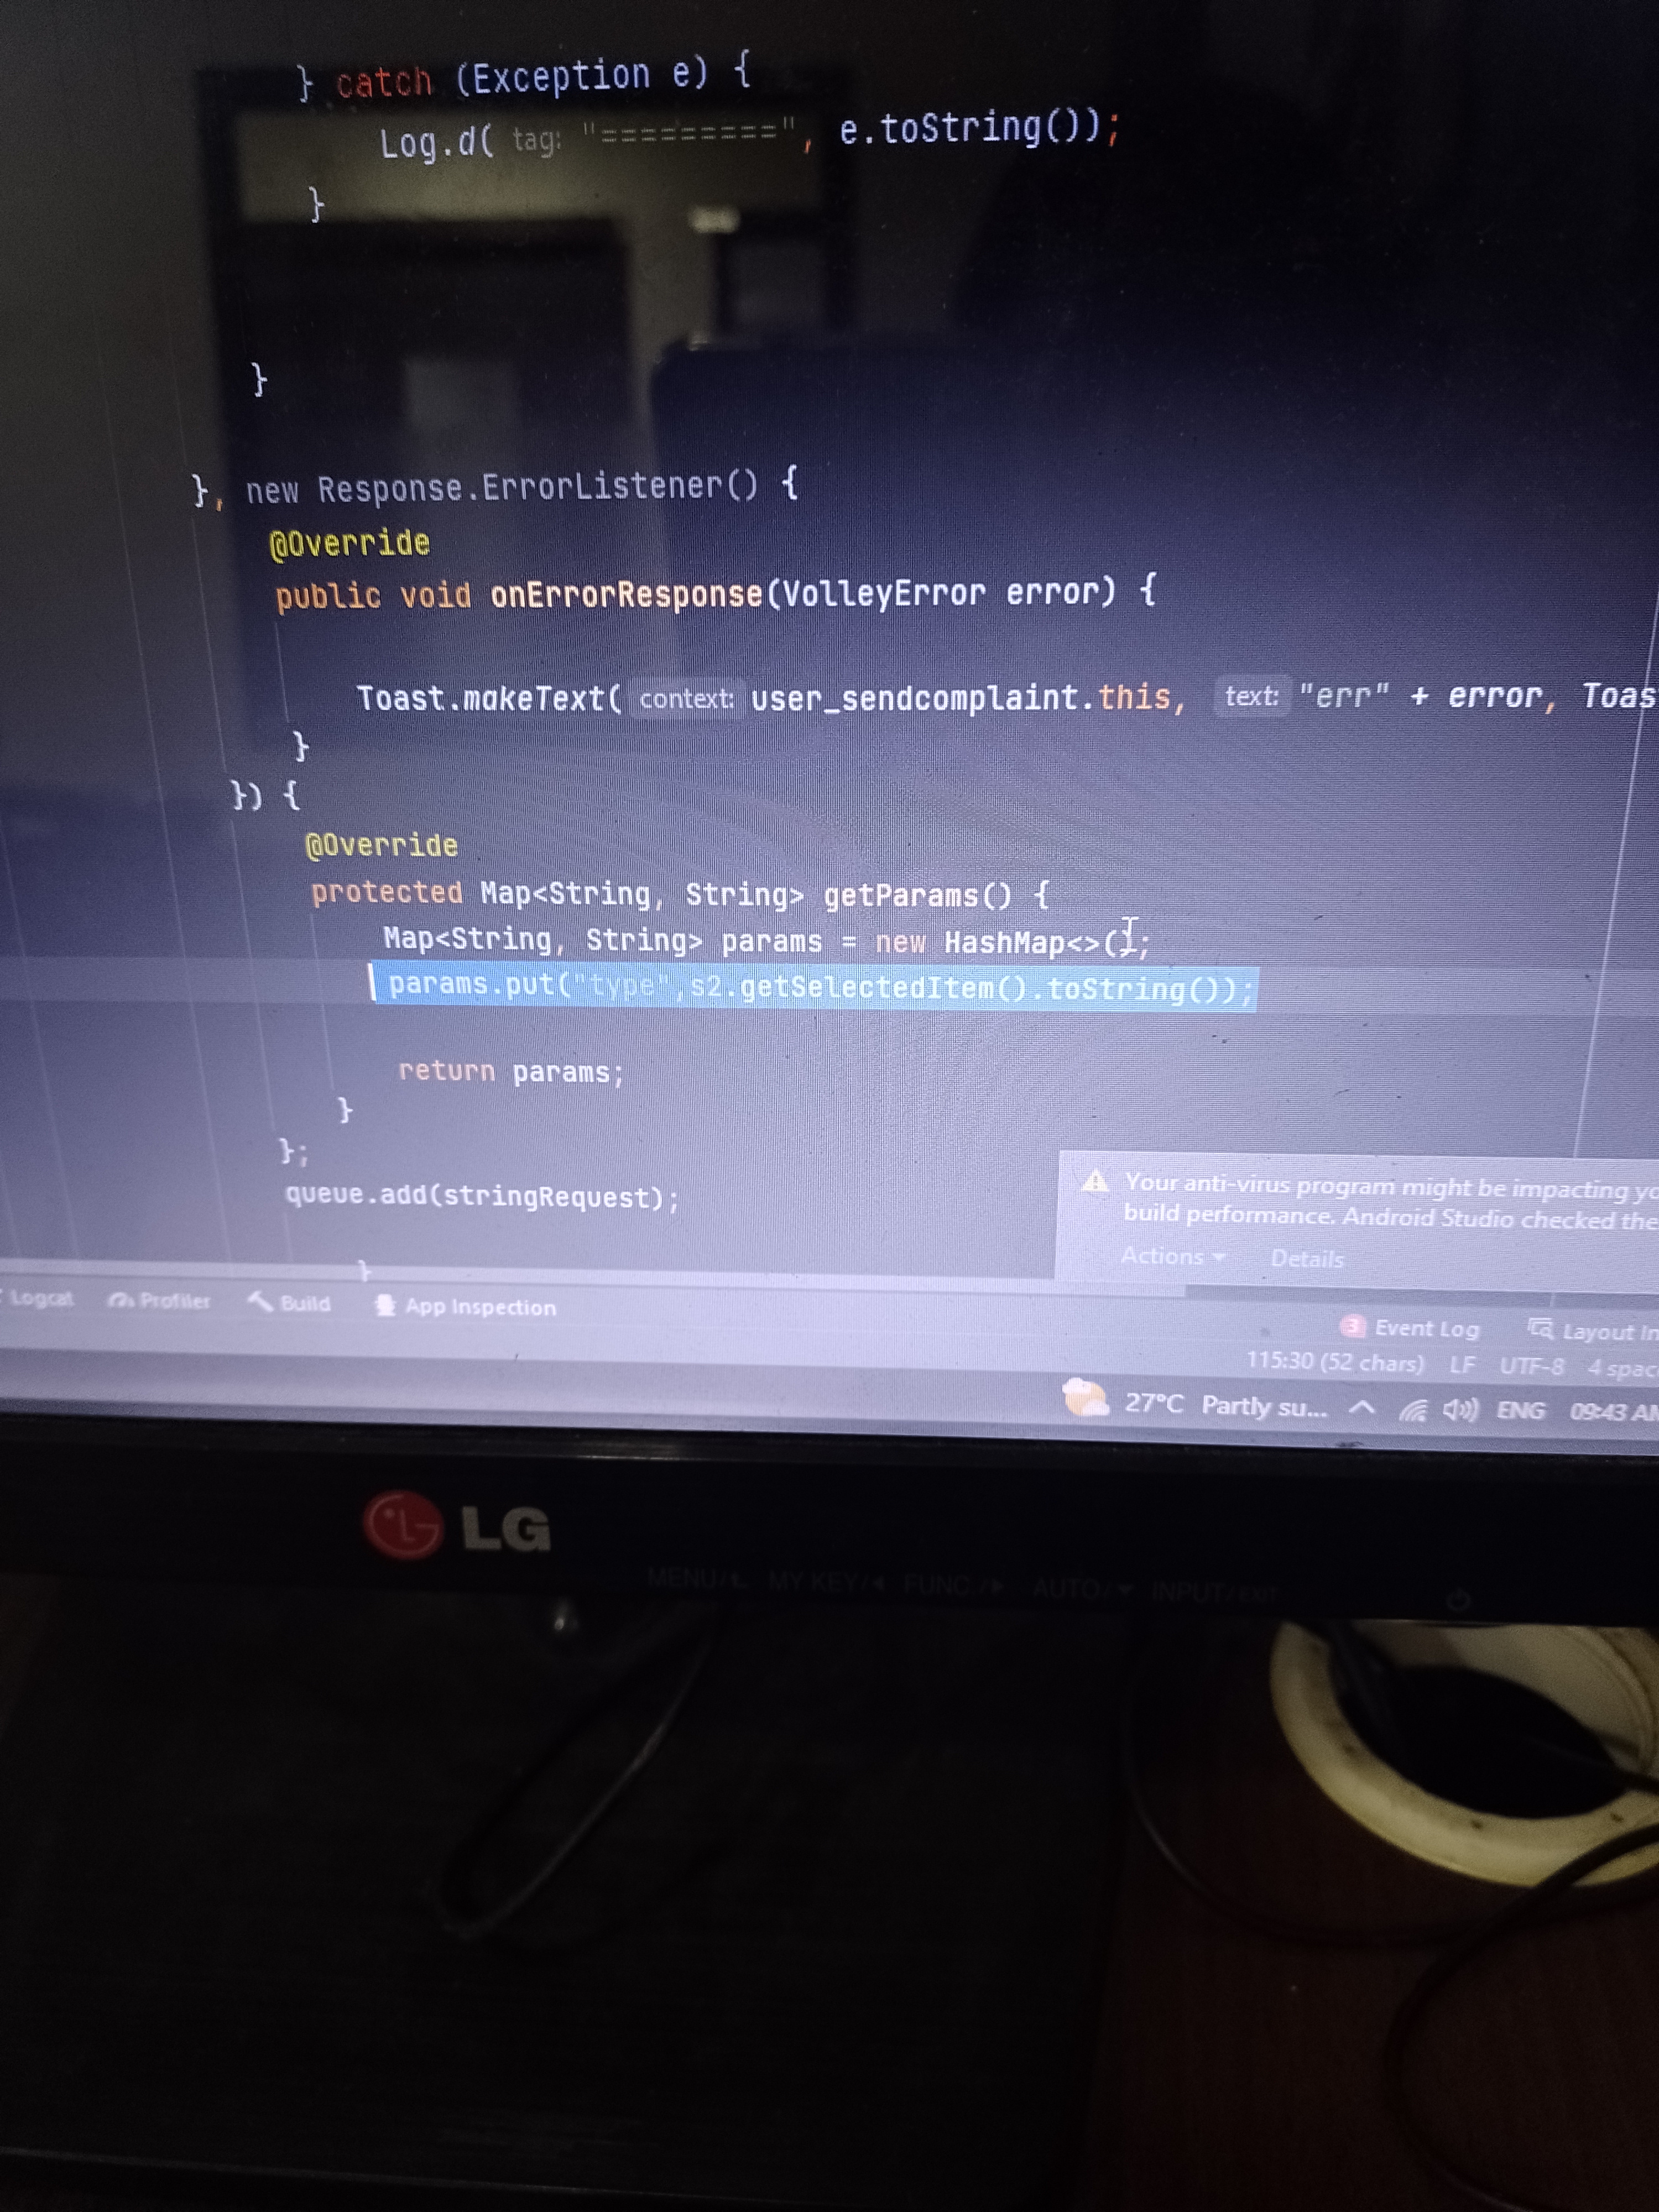 } catch (Exception e) {
Log.d( tag: "=========", e.toString());
}
}
}, new Response.ErrorListener() {
@Override
public void onErrorResponse(VolleyError error) {
Toast.makeText( context: user_sendcomplaint.this, text: "err" + error, Toas
}
}) {
@Override
protected Map<String, String> getParams() {
Map<String, String> params = new HashMap<>();
params.put("type",s2.getSelectedItem().toString());
return params;
}
};
queue.add(stringRequest);
}
Your anti-virus program might be impacting yo
build performance. Android Studio checked the
Actions Details
Logcat Profiler Build App Inspection
3 Event Log Layout In
115:30 (52 chars) LF UTF-8 4 spac
27°C Partly su... ENG 09:43 AM
LG
MENU/ MY KEY/ FUNC./ AUTO/ INPUT/EXIT